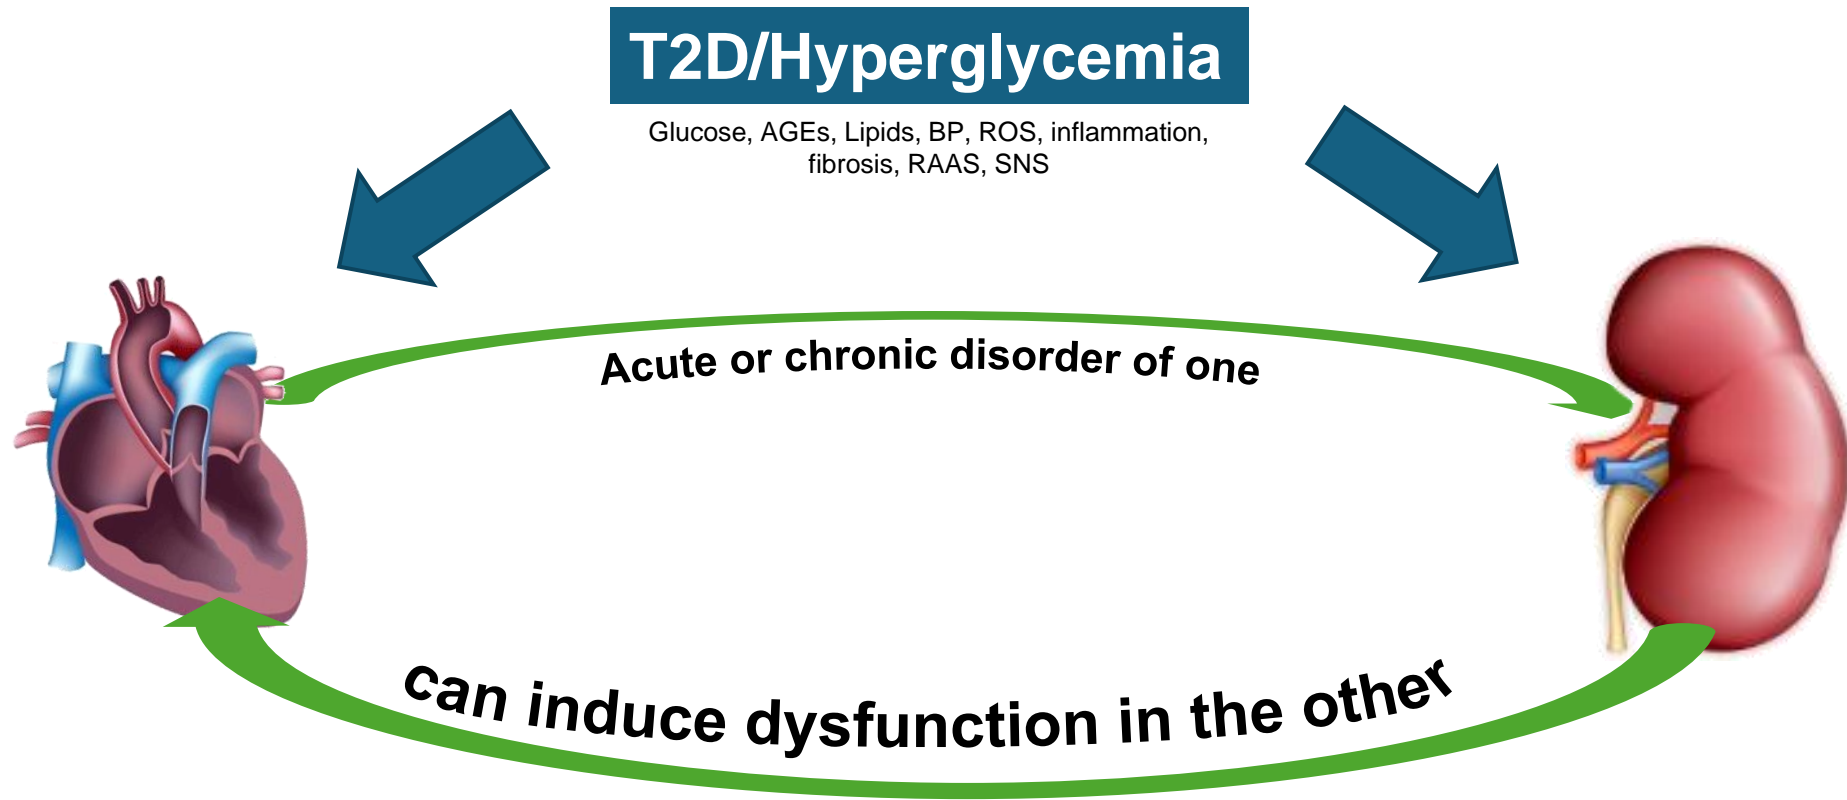 T2D/Hyperglycemia
Glucose, AGEs, Lipids, BP, ROS, inflammation,
fibrosis, RAAS, SNS
Acute or chronic disorder of one
can induce dysfunction in the other